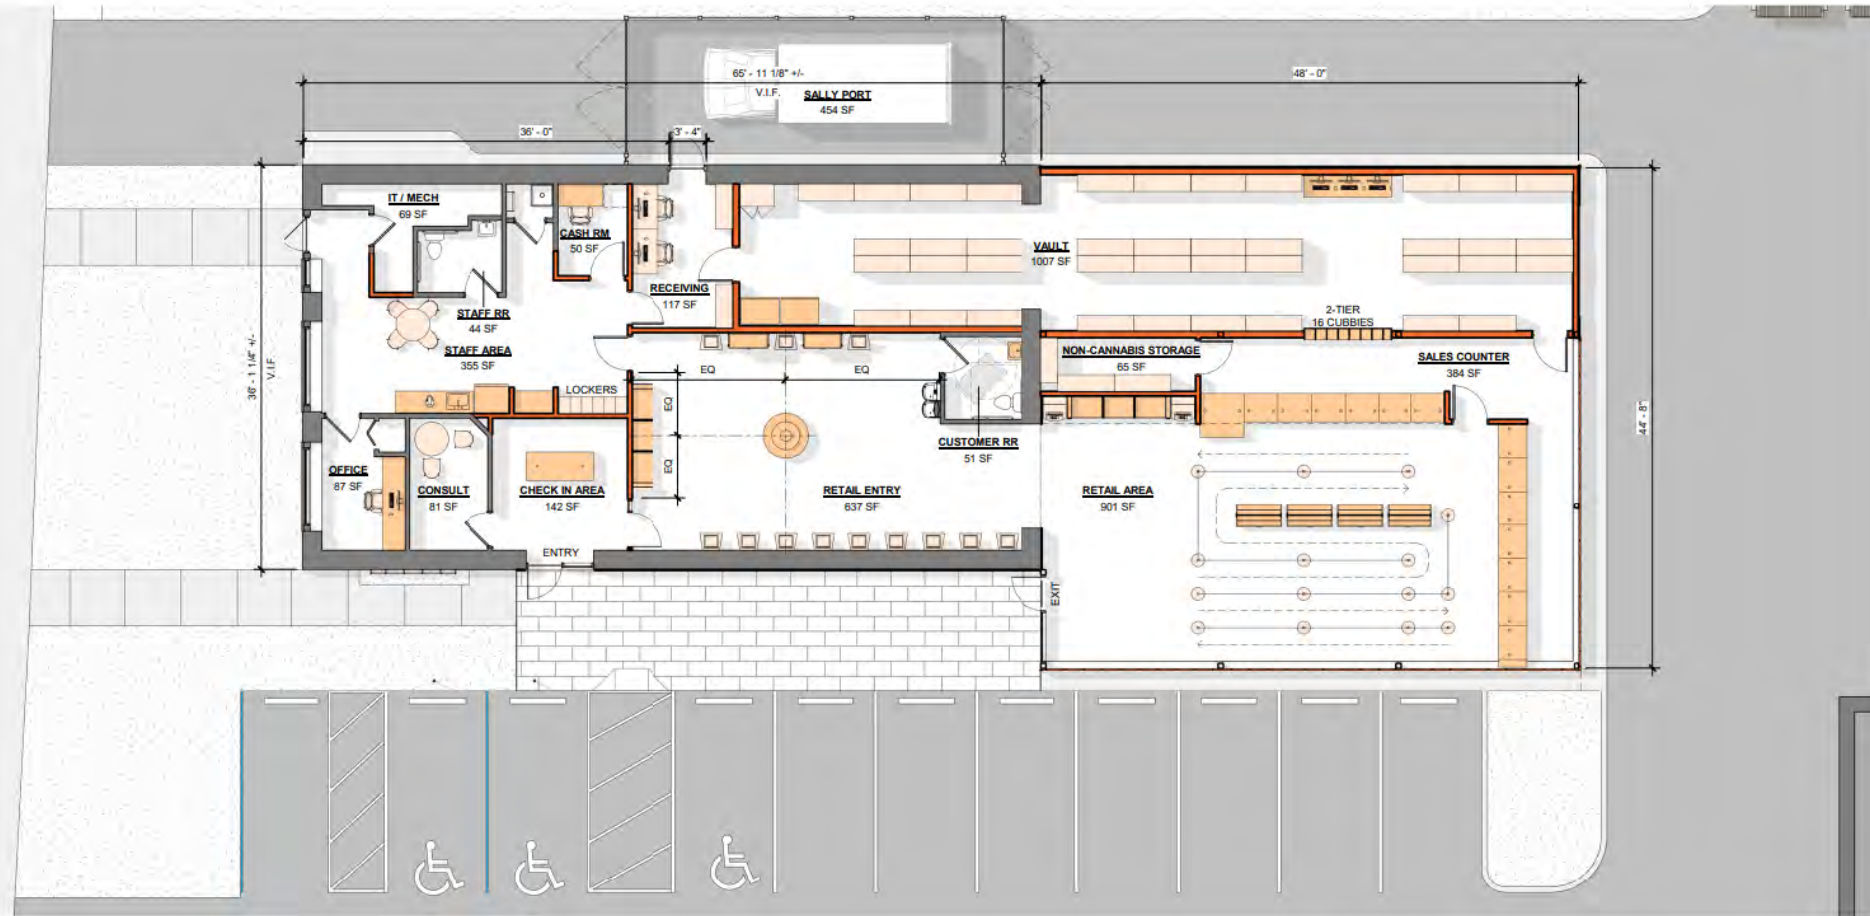 65' - 11 1/8" +/-
V.I.F.
48' - 0"
SALLY PORT
454 SF
36' - 0"
3' - 4"
IT / MECH
69 SF
CASH RM
50 SF
VAULT
1007 SF
RECEIVING
117 SF
STAFF RR
44 SF
2-TIER
16 CUBBIES
STAFF AREA
355 SF
36' - 1 1/4" +/-
V.I.F.
EQ
EQ
NON-CANNABIS STORAGE
65 SF
SALES COUNTER
384 SF
LOCKERS
EQ
EQ
44' - 8"
CUSTOMER RR
51 SF
OFFICE
87 SF
CONSULT
81 SF
CHECK IN AREA
142 SF
RETAIL ENTRY
637 SF
RETAIL AREA
901 SF
ENTRY
EXIT